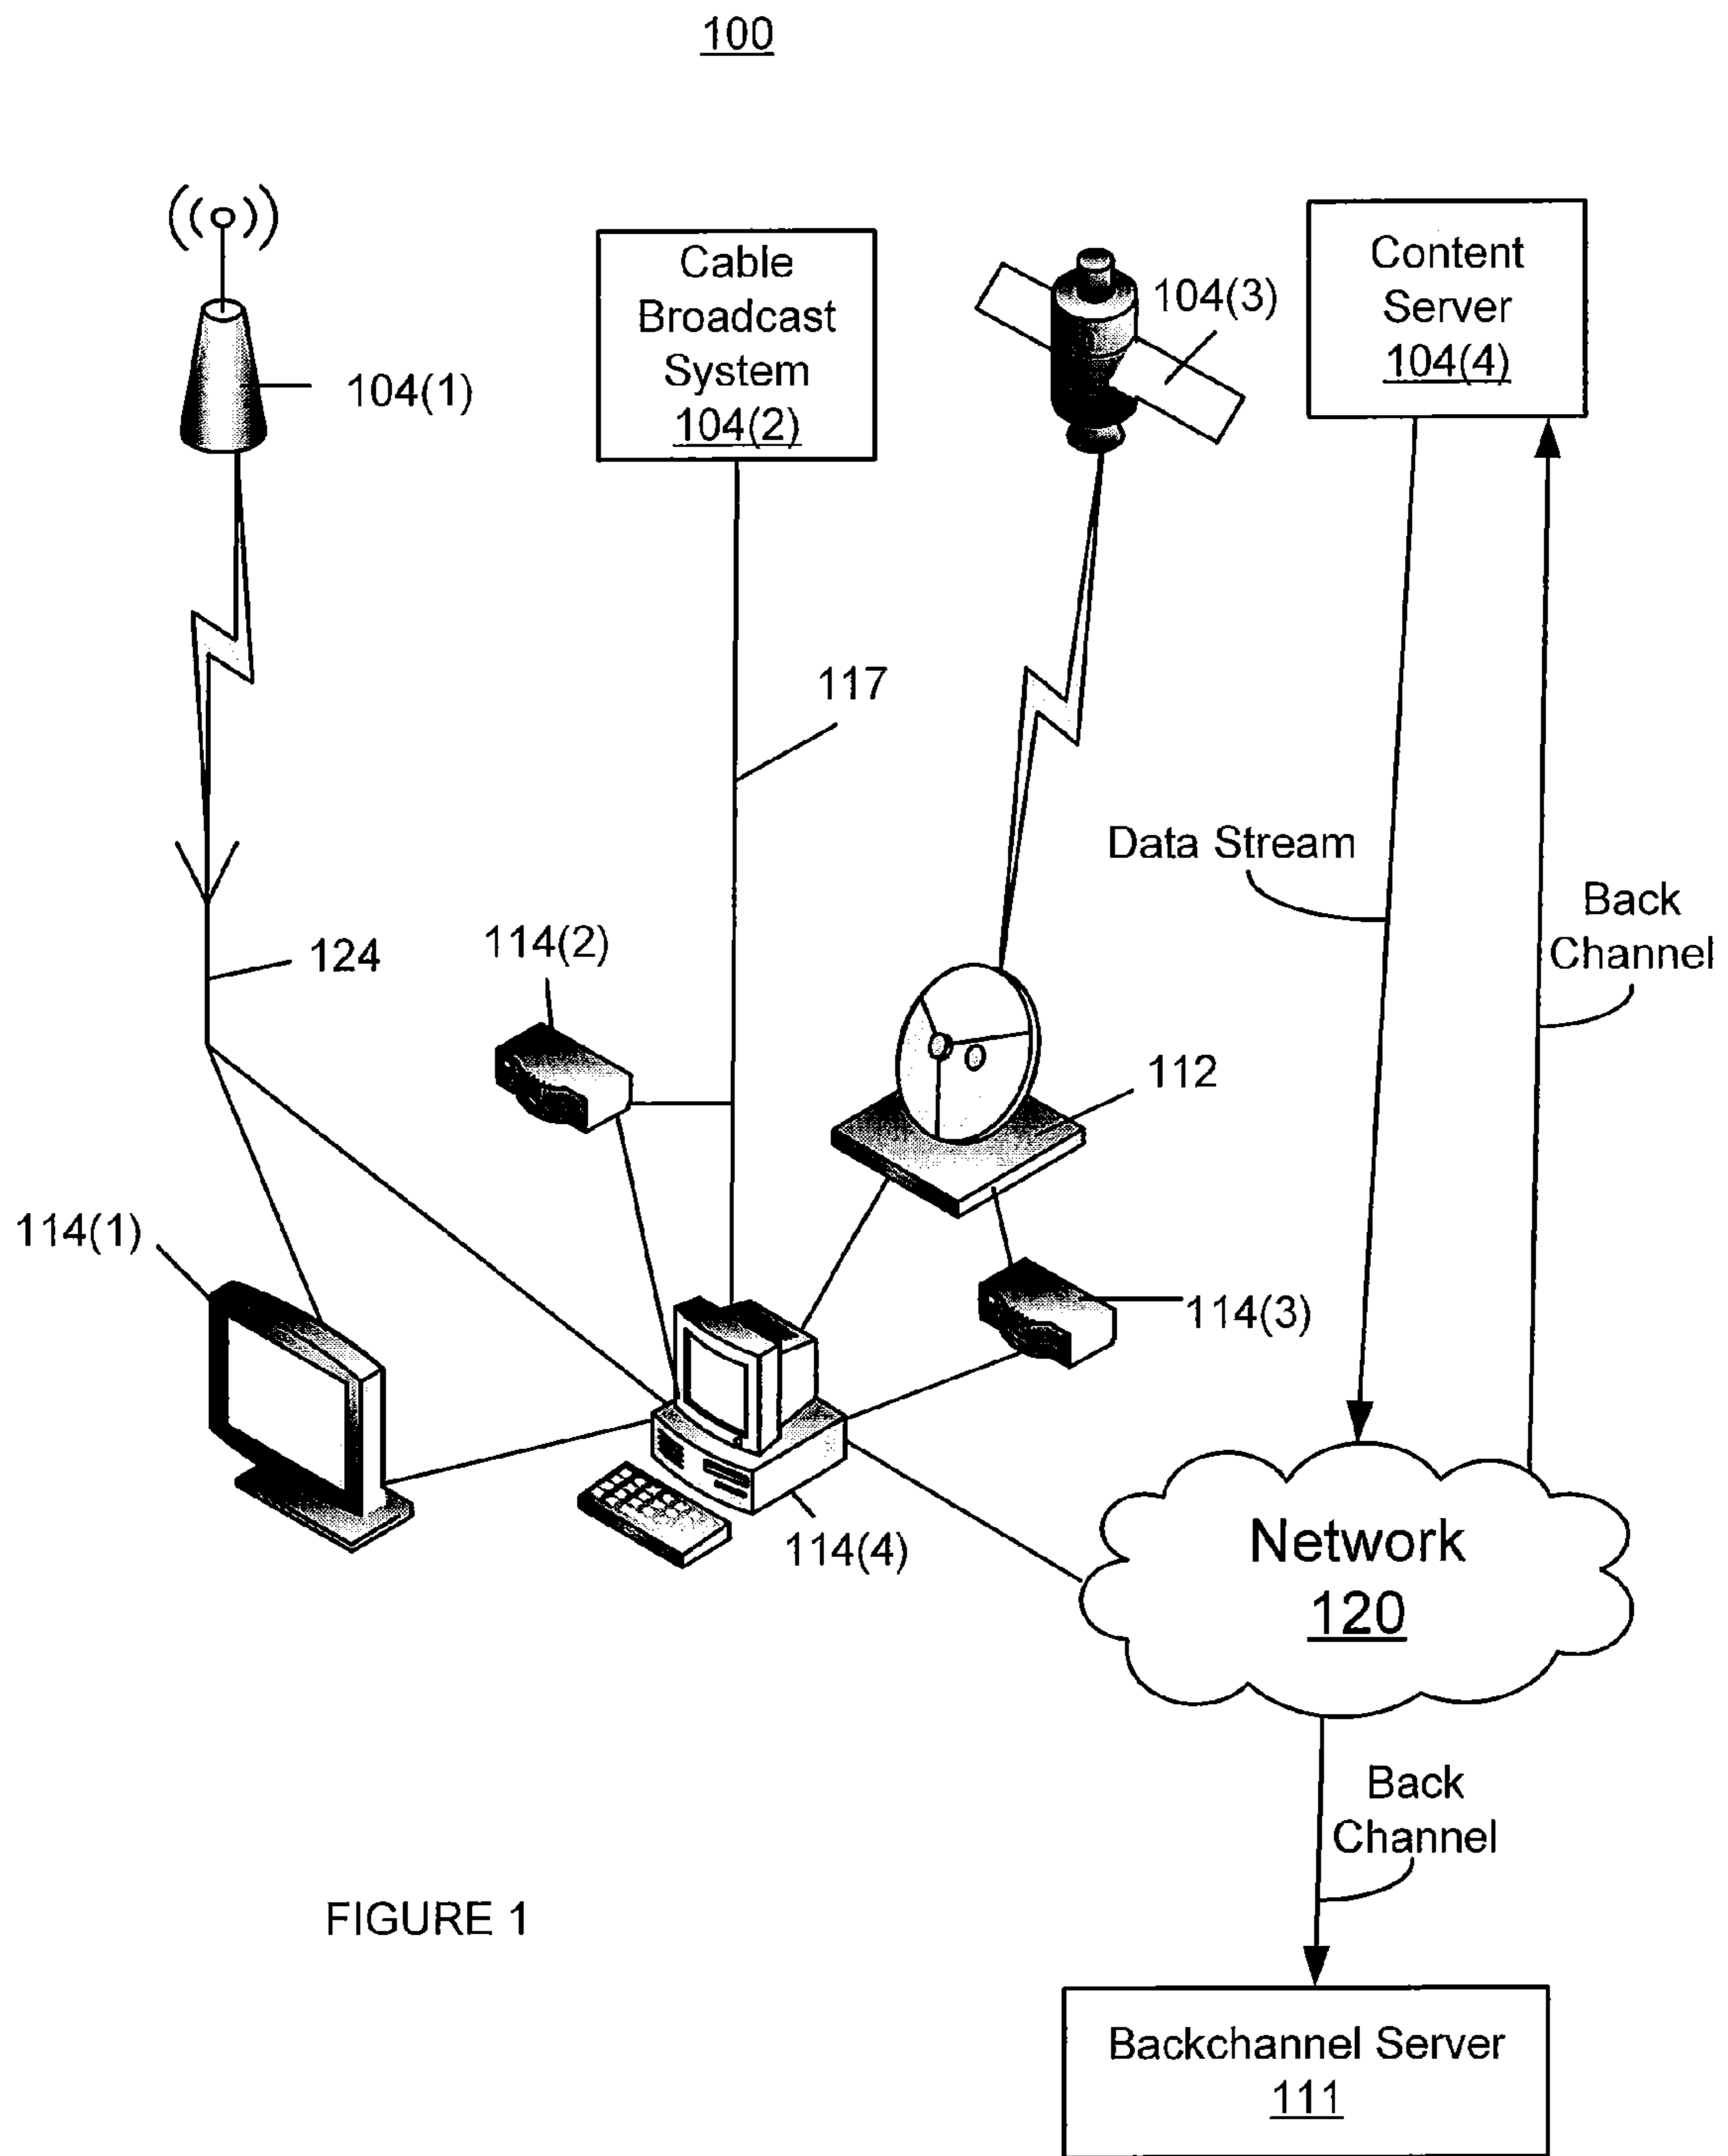 100
104(1)
Cable
Broadcast
System
104(2)
104(3)
Content
Server
104(4)
117
Data Stream
Back
Channel
124
114(2)
112
114(1)
114(3)
114(4)
Network
120
Back
Channel
FIGURE 1
Backchannel Server
111